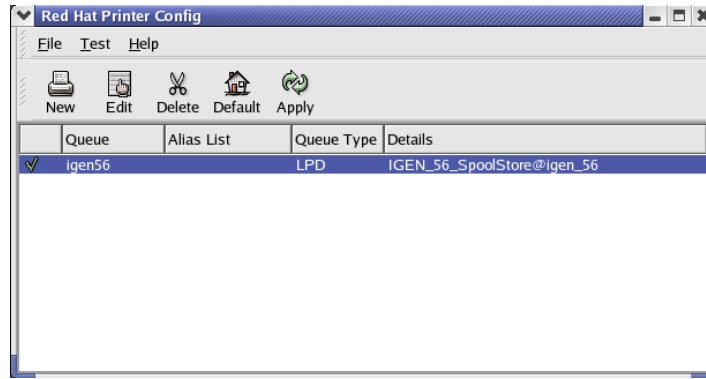 Red Hat Printer Config
File Test Help
New Edit Delete Default Apply
Queue Alias List Queue Type Details
igen56 LPD IGEN_56_SpoolStore@igen_56